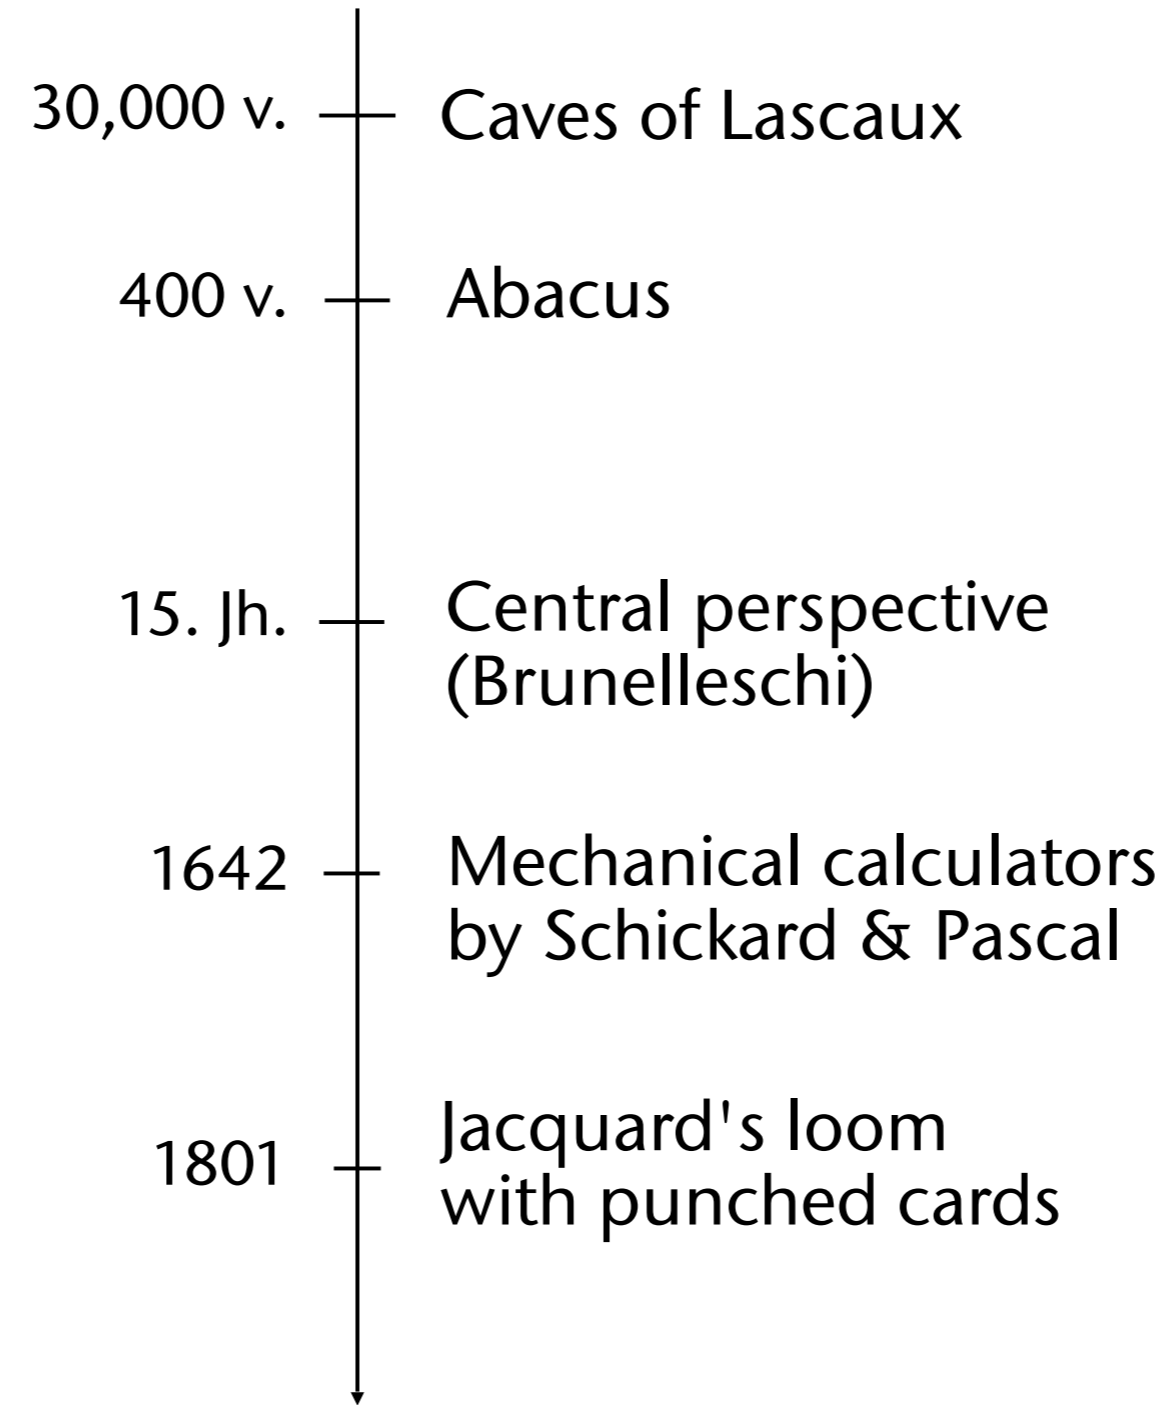 30,000 v. Caves of Lascaux
400 v. Abacus
15. Jh. Central perspective
(Brunelleschi)
1642 Mechanical calculators
by Schickard & Pascal
1801 Jacquard's loom
with punched cards